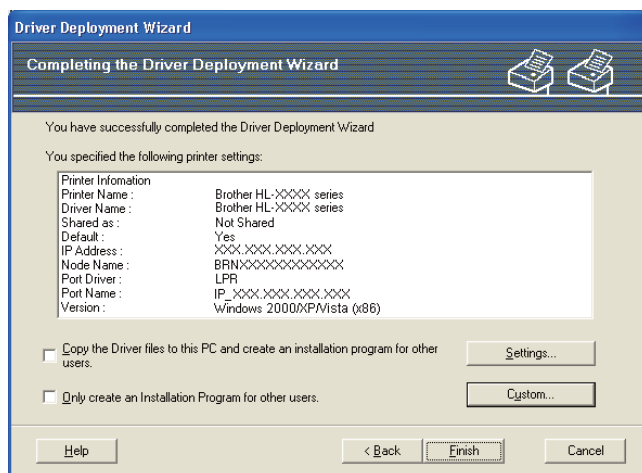 Driver Deployment Wizard
Completing the Driver Deployment Wizard
You have successfully completed the Driver Deployment Wizard
You specified the following printer settings:
Printer Infomation
Printer Name : Brother HL-XXXX series
Driver Name : Brother HL-XXXX series
Shared as : Not Shared
Default : Yes
IP Address : XXX.XXX.XXX.XXX
Node Name : BRNXXXXXXXXXXXX
Port Driver : LPR
Port Name : IP_XXX.XXX.XXX.XXX
Version : Windows 2000/XP/Vista (x86)
Copy the Driver files to this PC and create an installation program for other
users.
Settings...
Only create an Installation Program for other users.
Custom...
Help
< Back
Finish
Cancel